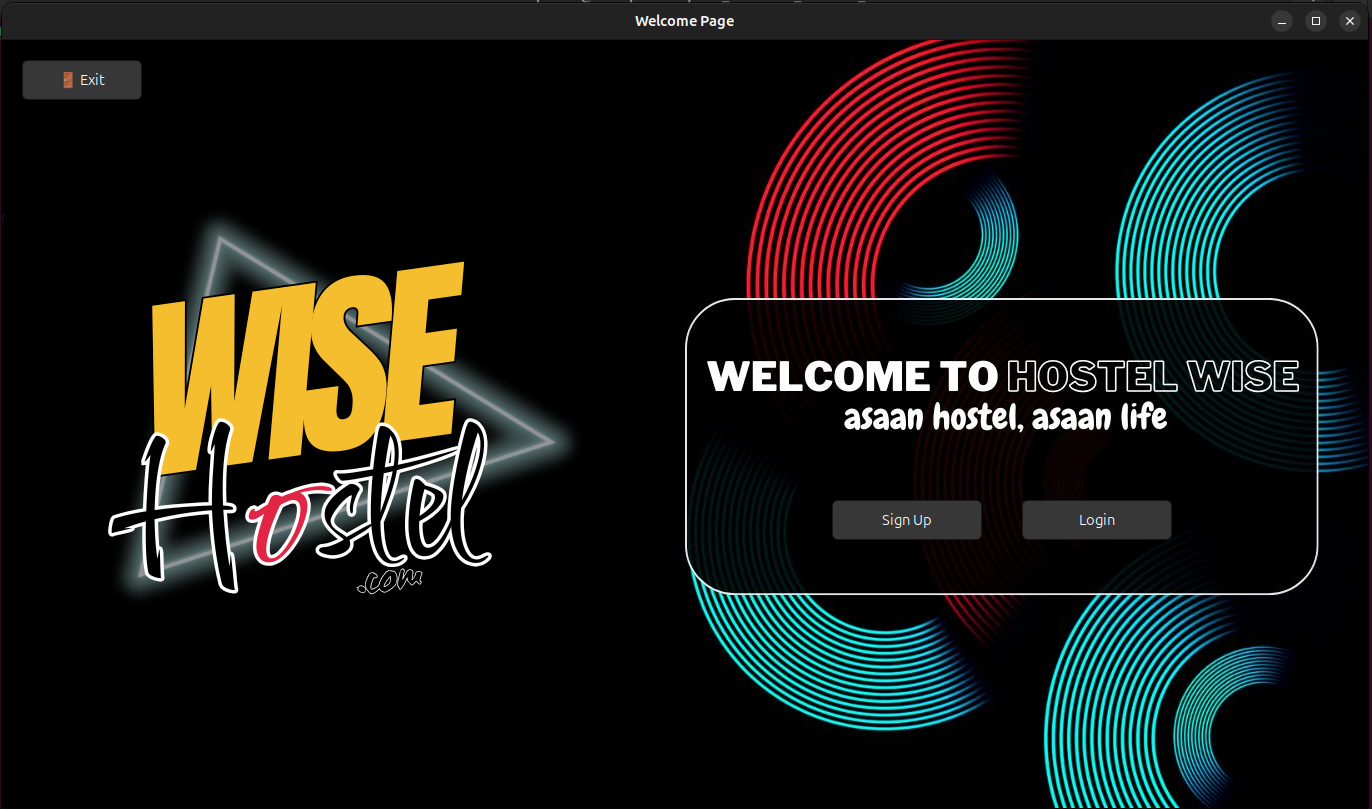 Welcome Page
🚪 Exit
WISE
Hostel
.com
WELCOME TO HOSTEL WISE
asaan hostel, asaan life
Sign Up
Login